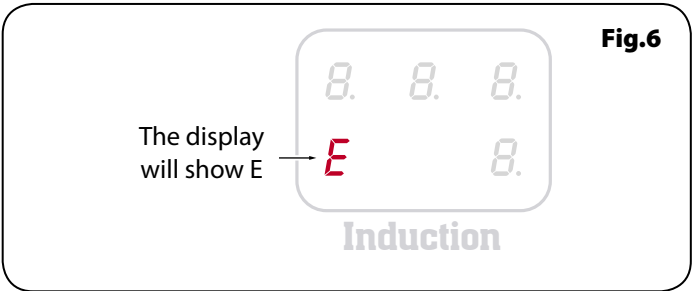 Fig.6
8. 8. 8.
The display
will show E
E 8.
Induction